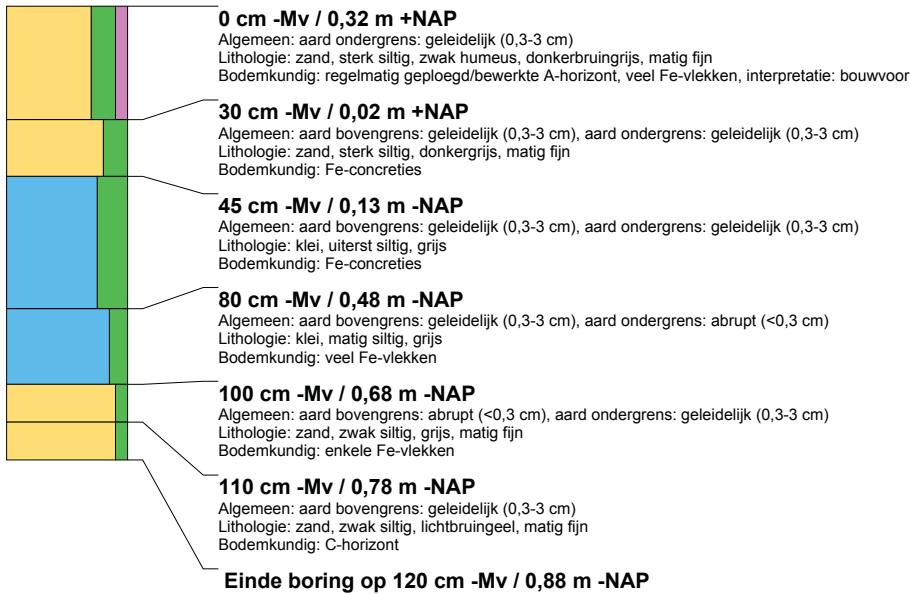 0 cm -Mv / 0,32 m +NAP
Algemeen: aard ondergrens: geleidelijk (0,3-3 cm)
Lithologie: zand, sterk siltig, zwak humeus, donkerbruingrijs, matig fijn
Bodemkundig: regelmatig geploegd/bewerkte A-horizont, veel Fe-vlekken, interpretatie: bouwvoor
30 cm -Mv / 0,02 m +NAP
Algemeen: aard bovengrens: geleidelijk (0,3-3 cm), aard ondergrens: geleidelijk (0,3-3 cm)
Lithologie: zand, sterk siltig, donkergrijs, matig fijn
Bodemkundig: Fe-concreties
45 cm -Mv / 0,13 m -NAP
Algemeen: aard bovengrens: geleidelijk (0,3-3 cm), aard ondergrens: geleidelijk (0,3-3 cm)
Lithologie: klei, uiterst siltig, grijs
Bodemkundig: Fe-concreties
80 cm -Mv / 0,48 m -NAP
Algemeen: aard bovengrens: geleidelijk (0,3-3 cm), aard ondergrens: abrupt (<0,3 cm)
Lithologie: klei, matig siltig, grijs
Bodemkundig: veel Fe-vlekken
100 cm -Mv / 0,68 m -NAP
Algemeen: aard bovengrens: abrupt (<0,3 cm), aard ondergrens: geleidelijk (0,3-3 cm)
Lithologie: zand, zwak siltig, grijs, matig fijn
Bodemkundig: enkele Fe-vlekken
110 cm -Mv / 0,78 m -NAP
Algemeen: aard bovengrens: geleidelijk (0,3-3 cm)
Lithologie: zand, zwak siltig, lichtbruingeel, matig fijn
Bodemkundig: C-horizont
Einde boring op 120 cm -Mv / 0,88 m -NAP